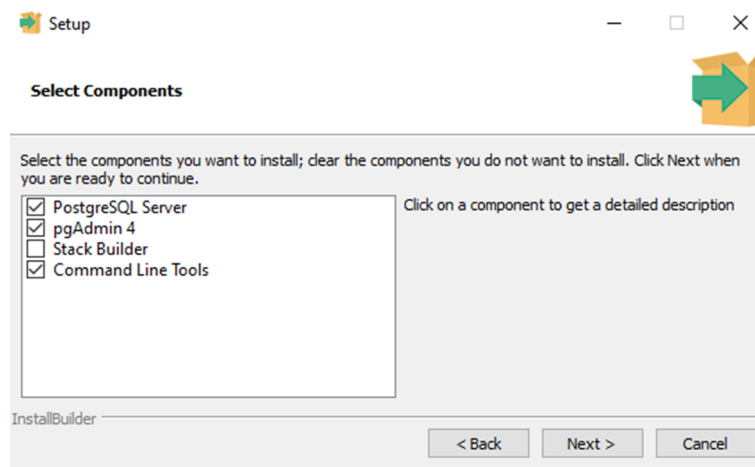 Setup
Select Components
Select the components you want to install; clear the components you do not want to install. Click Next when
you are ready to continue.
PostgreSQL Server
pgAdmin 4
Stack Builder
Command Line Tools
Click on a component to get a detailed description
InstallBuilder
< Back
Next >
Cancel